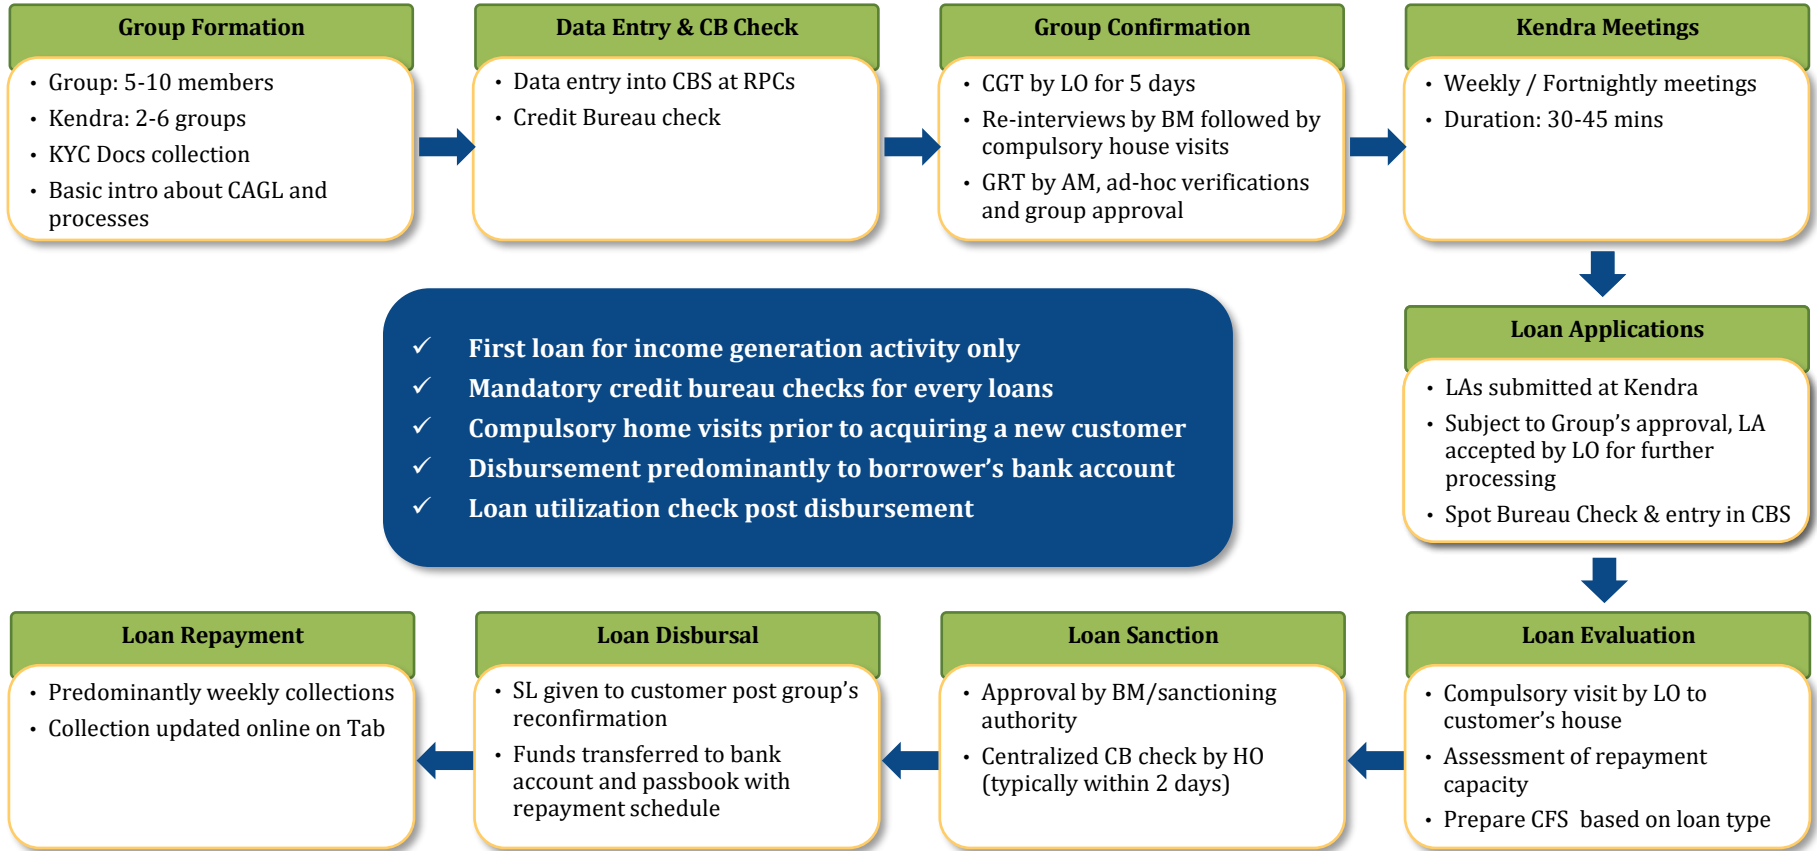 Group Formation
• Group: 5-10 members
• Kendra: 2-6 groups
• KYC Docs collection
• Basic intro about CAGL and
processes
Data Entry & CB Check
• Data entry into CBS at RPCs
• Credit Bureau check
Group Confirmation
• CGT by LO for 5 days
• Re-interviews by BM followed by
compulsory house visits
• GRT by AM, ad-hoc verifications
and group approval
Kendra Meetings
• Weekly / Fortnightly meetings
• Duration: 30-45 mins
✓ First loan for income generation activity only
✓ Mandatory credit bureau checks for every loans
✓ Compulsory home visits prior to acquiring a new customer
✓ Disbursement predominantly to borrower’s bank account
✓ Loan utilization check post disbursement
Loan Applications
• LAs submitted at Kendra
• Subject to Group’s approval, LA
accepted by LO for further
processing
• Spot Bureau Check & entry in CBS
Loan Evaluation
• Compulsory visit by LO to
customer’s house
• Assessment of repayment
capacity
• Prepare CFS based on loan type
Loan Sanction
• Approval by BM/sanctioning
authority
• Centralized CB check by HO
(typically within 2 days)
Loan Disbursal
• SL given to customer post group’s
reconfirmation
• Funds transferred to bank
account and passbook with
repayment schedule
Loan Repayment
• Predominantly weekly collections
• Collection updated online on Tab